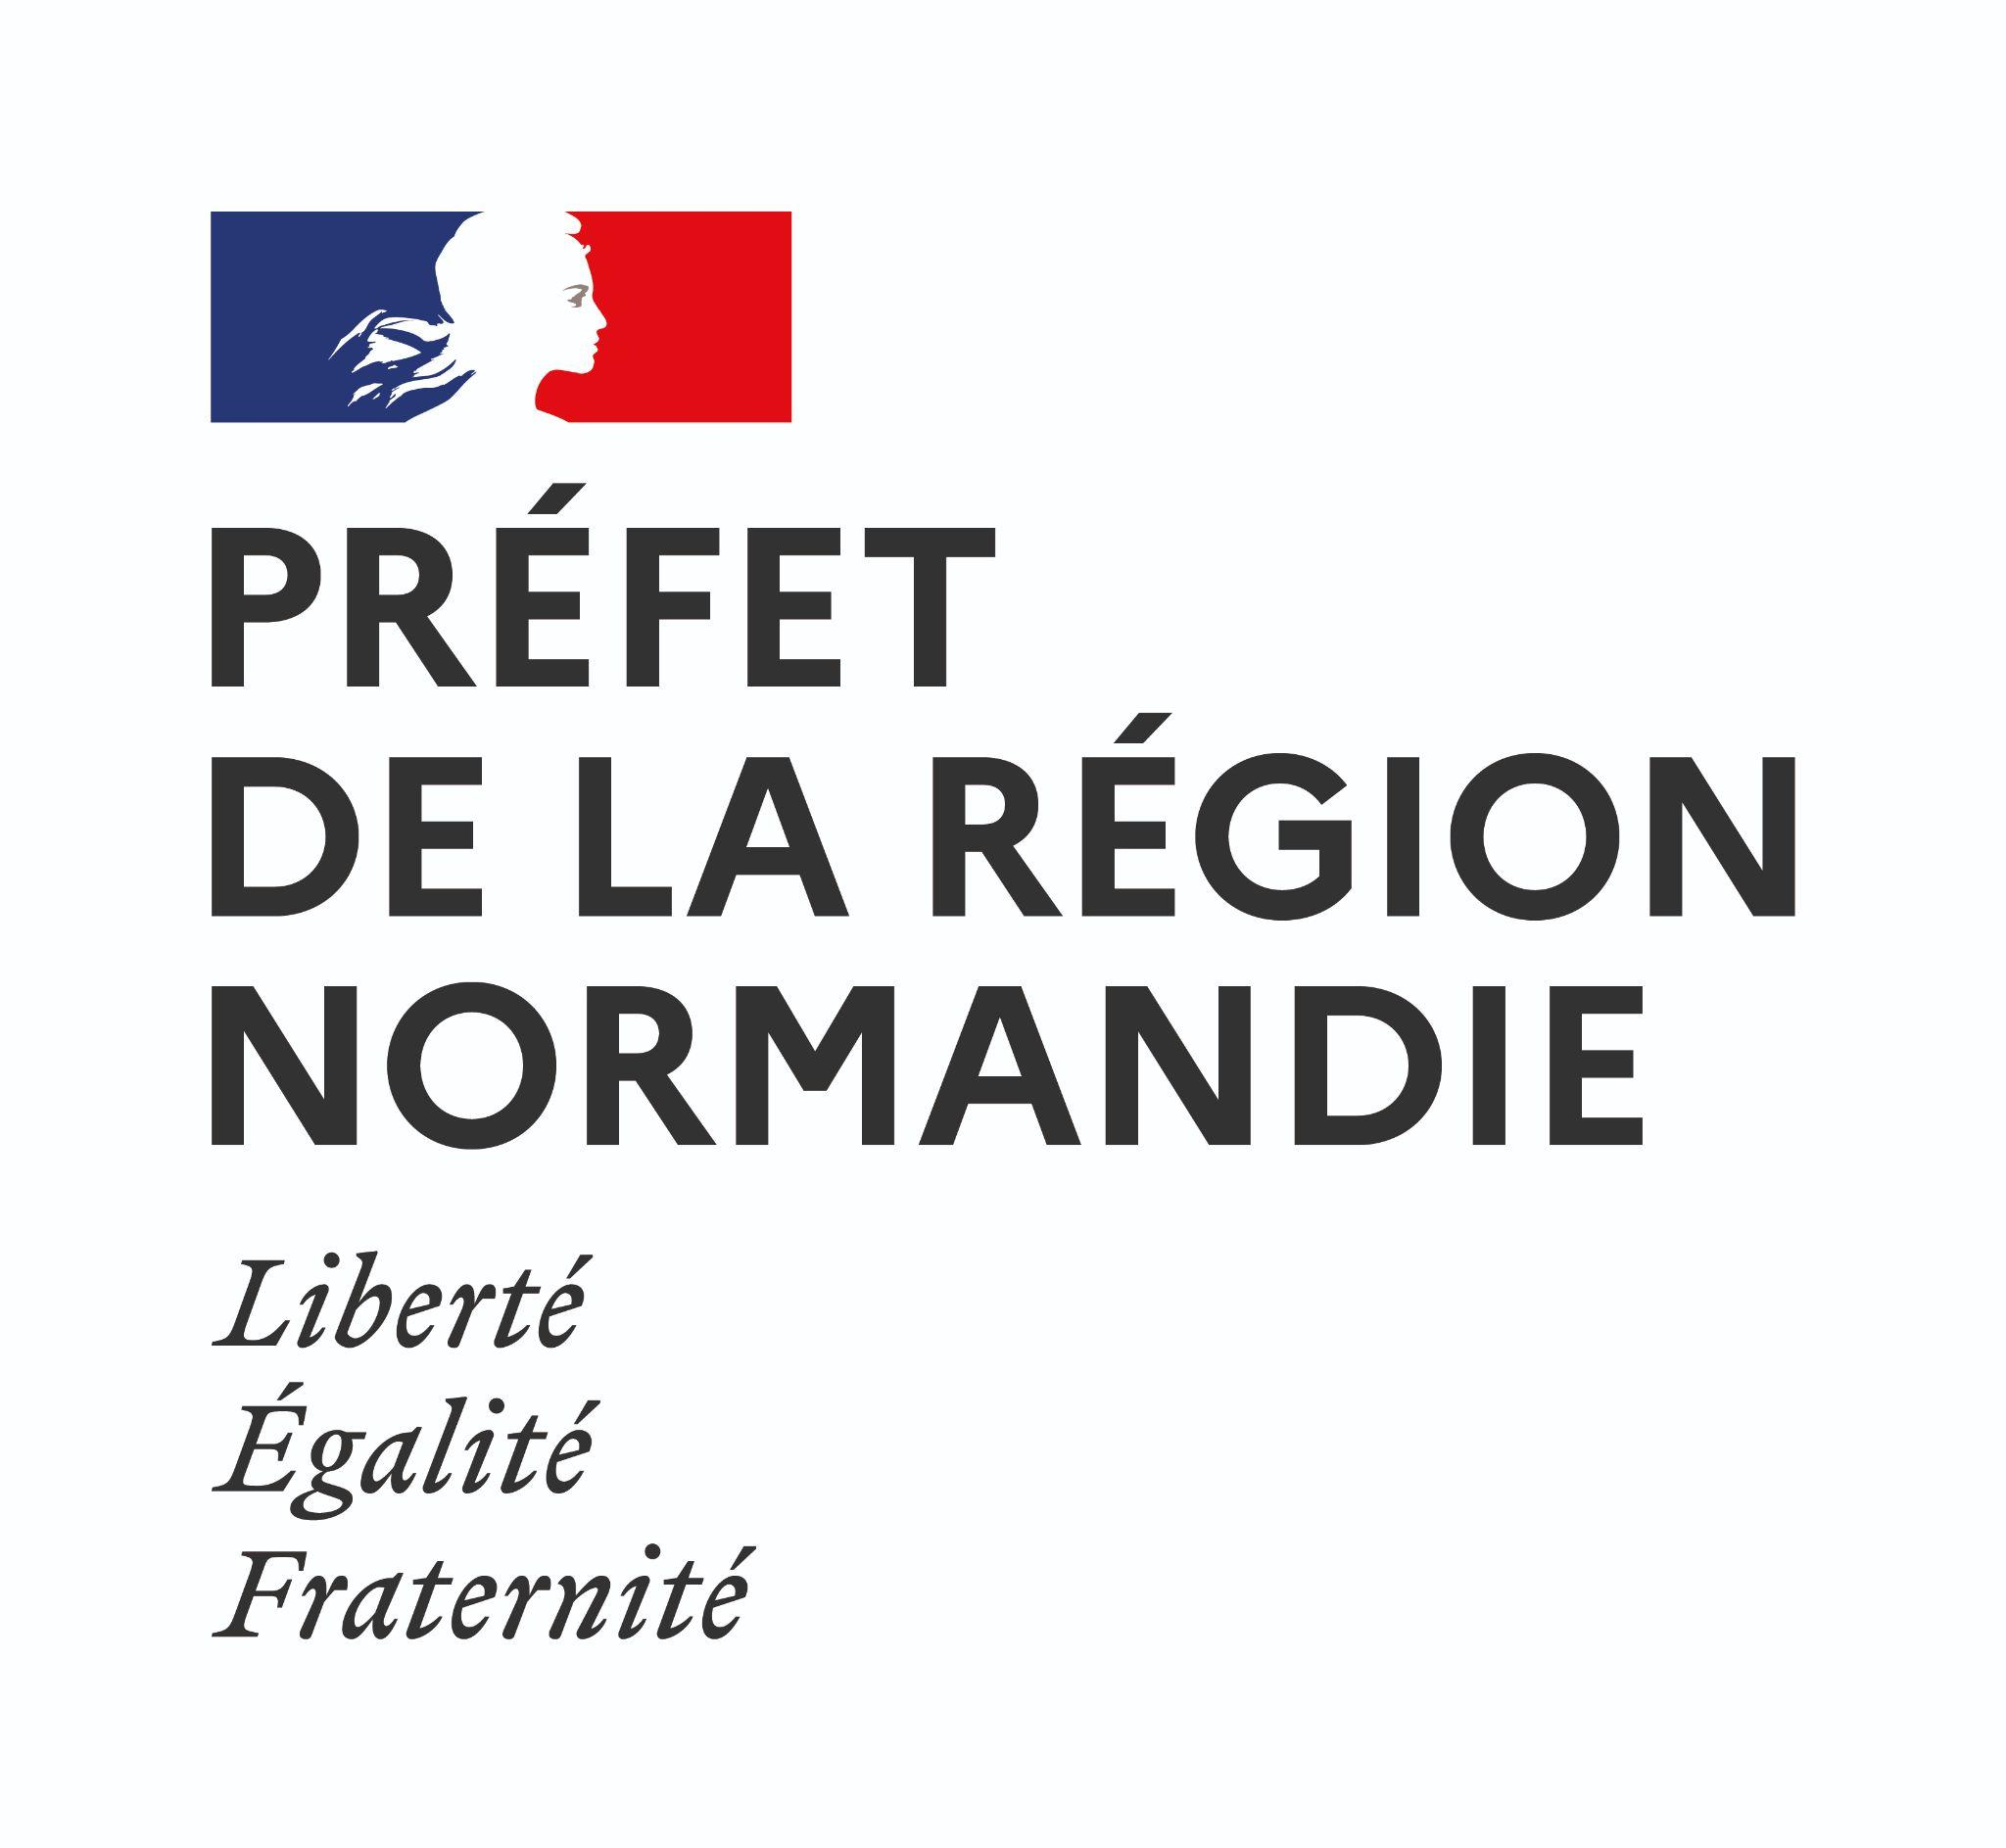 PRÉFET
DE LA RÉGION
NORMANDIE
Liberté
Égalité
Fraternité